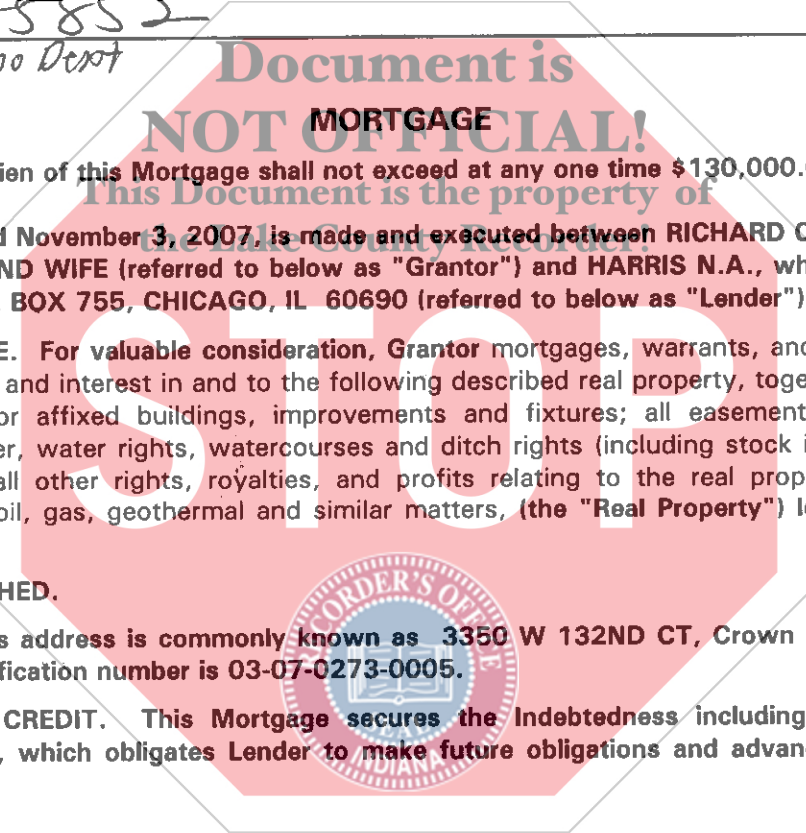 5852
Dept
Document is
MORTGAGE
NOT OFFICIAL!
ien of this Mortgage shall not exceed at any one time $130,000.
This Document is the property of
d November 3, 2007, is made and executed between RICHARD C
the Lake County Recorder!
ND WIFE (referred to below as "Grantor") and HARRIS N.A., wh
BOX 755, CHICAGO, IL 60690 (referred to below as "Lender")
STOP
E. For valuable consideration, Grantor mortgages, warrants, and
and interest in and to the following described real property, toge
or affixed buildings, improvements and fixtures; all easement
er, water rights, watercourses and ditch rights (including stock i
all other rights, royalties, and profits relating to the real prop
oil, gas, geothermal and similar matters, (the "Real Property") l
HED.
RECORDER'S OFFICE
s address is commonly known as 3350 W 132ND CT, Crown
ification number is 03-07-0273-0005.
CREDIT. This Mortgage secures the Indebtedness including
SEAL
, which obligates Lender to make future obligations and advan
INDIANA